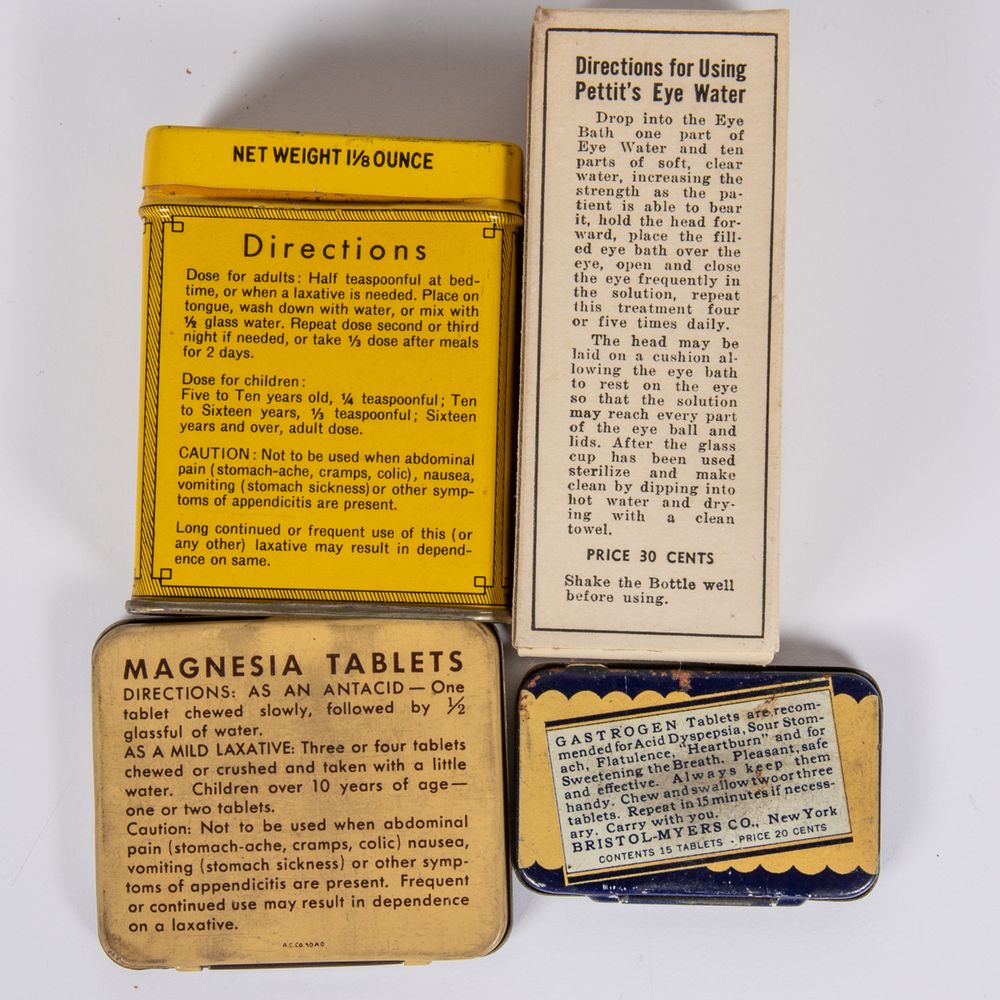 NET WEIGHT 1⅛ OUNCE
Directions
Dose for adults: Half teaspoonful at bed-
time, or when a laxative is needed. Place on
tongue, wash down with water, or mix with
½ glass water. Repeat dose second or third
night if needed, or take ⅓ dose after meals
for 2 days.
Dose for children:
Five to Ten years old, ¼ teaspoonful; Ten
to Sixteen years, ⅓ teaspoonful; Sixteen
years and over, adult dose.
CAUTION: Not to be used when abdominal
pain (stomach-ache, cramps, colic), nausea,
vomiting (stomach sickness) or other symp-
toms of appendicitis are present.
Long continued or frequent use of this (or
any other) laxative may result in depend-
ence on same.
Directions for Using
Pettit's Eye Water
Drop into the Eye
Bath one part of
Eye Water and ten
parts of soft, clear
water, increasing the
strength as the pa-
tient is able to bear
it, hold the head for-
ward, place the fill-
ed eye bath over the
eye, open and close
the eye frequently in
the solution, repeat
this treatment four
or five times daily.
The head may be
laid on a cushion al-
lowing the eye bath
to rest on the eye
so that the solution
may reach every part
of the eye ball and
lids. After the glass
cup has been used
sterilize and make
clean by dipping into
hot water and dry-
ing with a clean
towel.
PRICE 30 CENTS
Shake the Bottle well
before using.
MAGNESIA TABLETS
DIRECTIONS: AS AN ANTACID—One
tablet chewed slowly, followed by ½
glassful of water.
AS A MILD LAXATIVE: Three or four tablets
chewed or crushed and taken with a little
water. Children over 10 years of age—
one or two tablets.
Caution: Not to be used when abdominal
pain (stomach-ache, cramps, colic) nausea,
vomiting (stomach sickness) or other symp-
toms of appendicitis are present. Frequent
or continued use may result in dependence
on a laxative.
A.C.CO. 40 A D
GASTROGEN Tablets are recom-
mended for Acid Dyspepsia, Sour Stom-
ach, Flatulence, "Heartburn" and for
Sweetening the Breath. Pleasant, safe
and effective. Always keep them
handy. Chew and swallow two or three
tablets. Repeat in 15 minutes if necess-
ary. Carry with you.
BRISTOL-MYERS CO., New York
CONTENTS 15 TABLETS · PRICE 20 CENTS